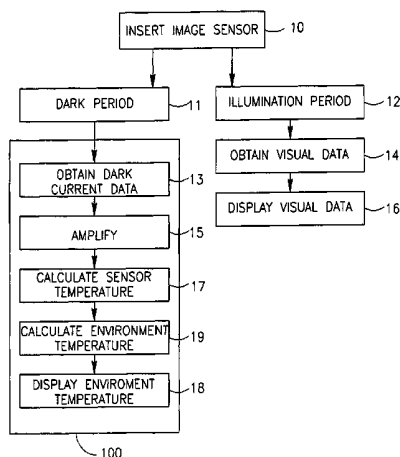 INSERT IMAGE SENSOR
10
DARK PERIOD
11
ILLUMINATION PERIOD
12
OBTAIN DARK
CURRENT DATA
13
OBTAIN VISUAL DATA
14
AMPLIFY
15
DISPLAY VISUAL DATA
16
CALCULATE SENSOR
TEMPERATURE
17
CALCULATE ENVIRONMENT
TEMPERATURE
19
DISPLAY ENVIROMENT
TEMPERATURE
18
100